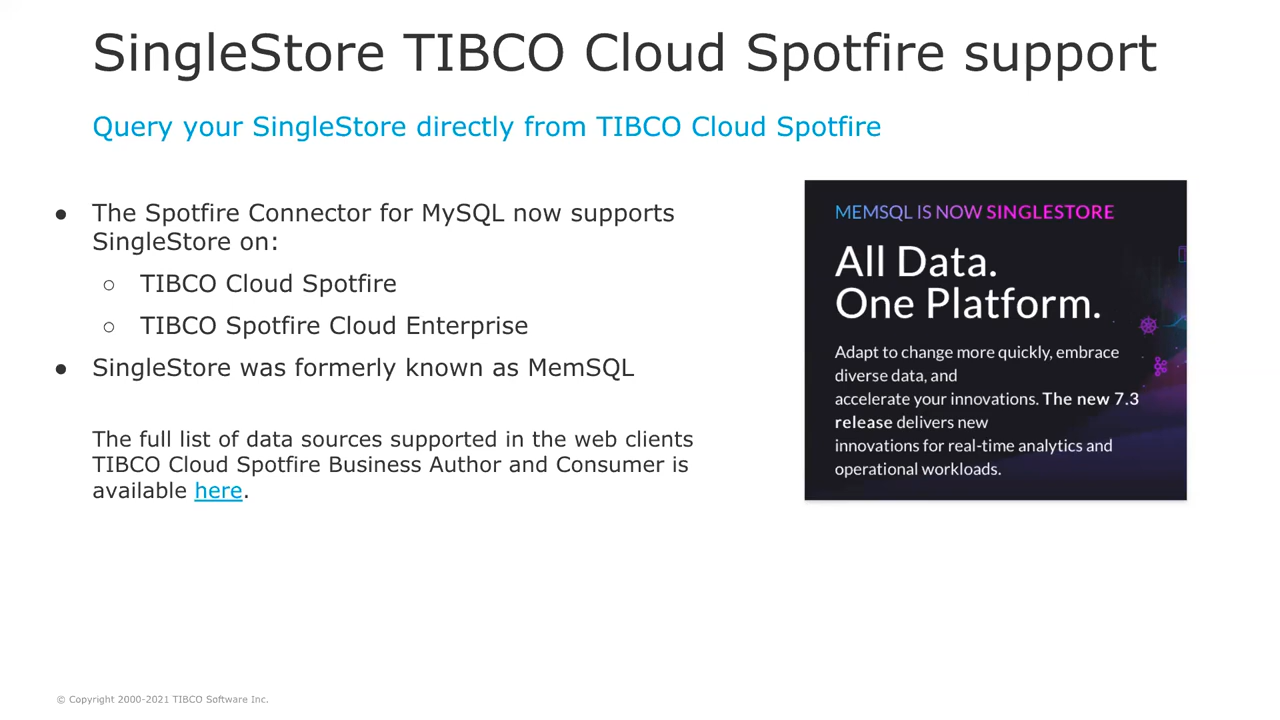 SingleStore TIBCO Cloud Spotfire support
Query your SingleStore directly from TIBCO Cloud Spotfire
● The Spotfire Connector for MySQL now supports
SingleStore on:
○ TIBCO Cloud Spotfire
○ TIBCO Spotfire Cloud Enterprise
● SingleStore was formerly known as MemSQL
The full list of data sources supported in the web clients
TIBCO Cloud Spotfire Business Author and Consumer is
available here.
MEMSQL IS NOW SINGLESTORE
All Data.
One Platform.
Adapt to change more quickly, embrace
diverse data, and
accelerate your innovations. The new 7.3
release delivers new
innovations for real-time analytics and
operational workloads.
© Copyright 2000-2021 TIBCO Software Inc.